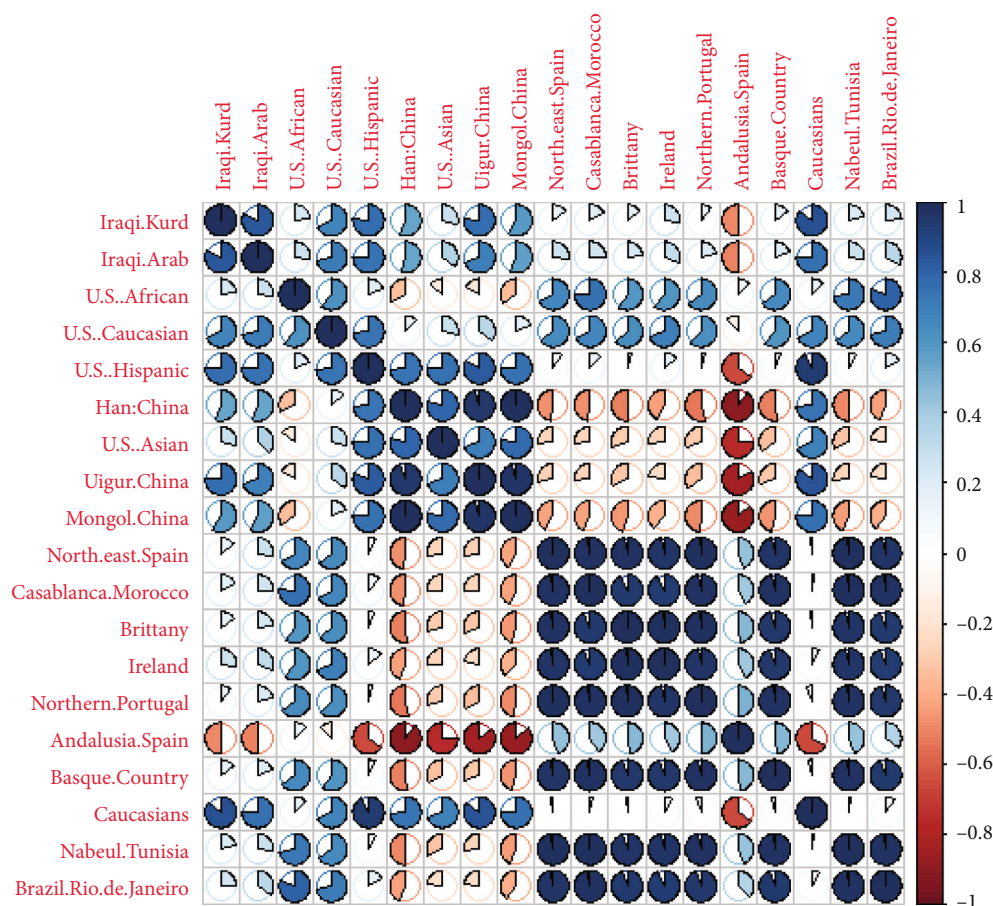 Iraqi.Kurd
Iraqi.Arab
U.S..African
U.S..Caucasian
U.S..Hispanic
Han:China
U.S..Asian
Uigur.China
Mongol.China
North.east.Spain
Casablanca.Morocco
Brittany
Ireland
Northern.Portugal
Andalusia.Spain
Basque.Country
Caucasians
Nabeul.Tunisia
Brazil.Rio.de.Janeiro
Iraqi.Kurd
Iraqi.Arab
U.S..African
U.S..Caucasian
U.S..Hispanic
Han:China
U.S..Asian
Uigur.China
Mongol.China
North.east.Spain
Casablanca.Morocco
Brittany
Ireland
Northern.Portugal
Andalusia.Spain
Basque.Country
Caucasians
Nabeul.Tunisia
Brazil.Rio.de.Janeiro
1
0.8
0.6
0.4
0.2
0
−0.2
−0.4
−0.6
−0.8
−1